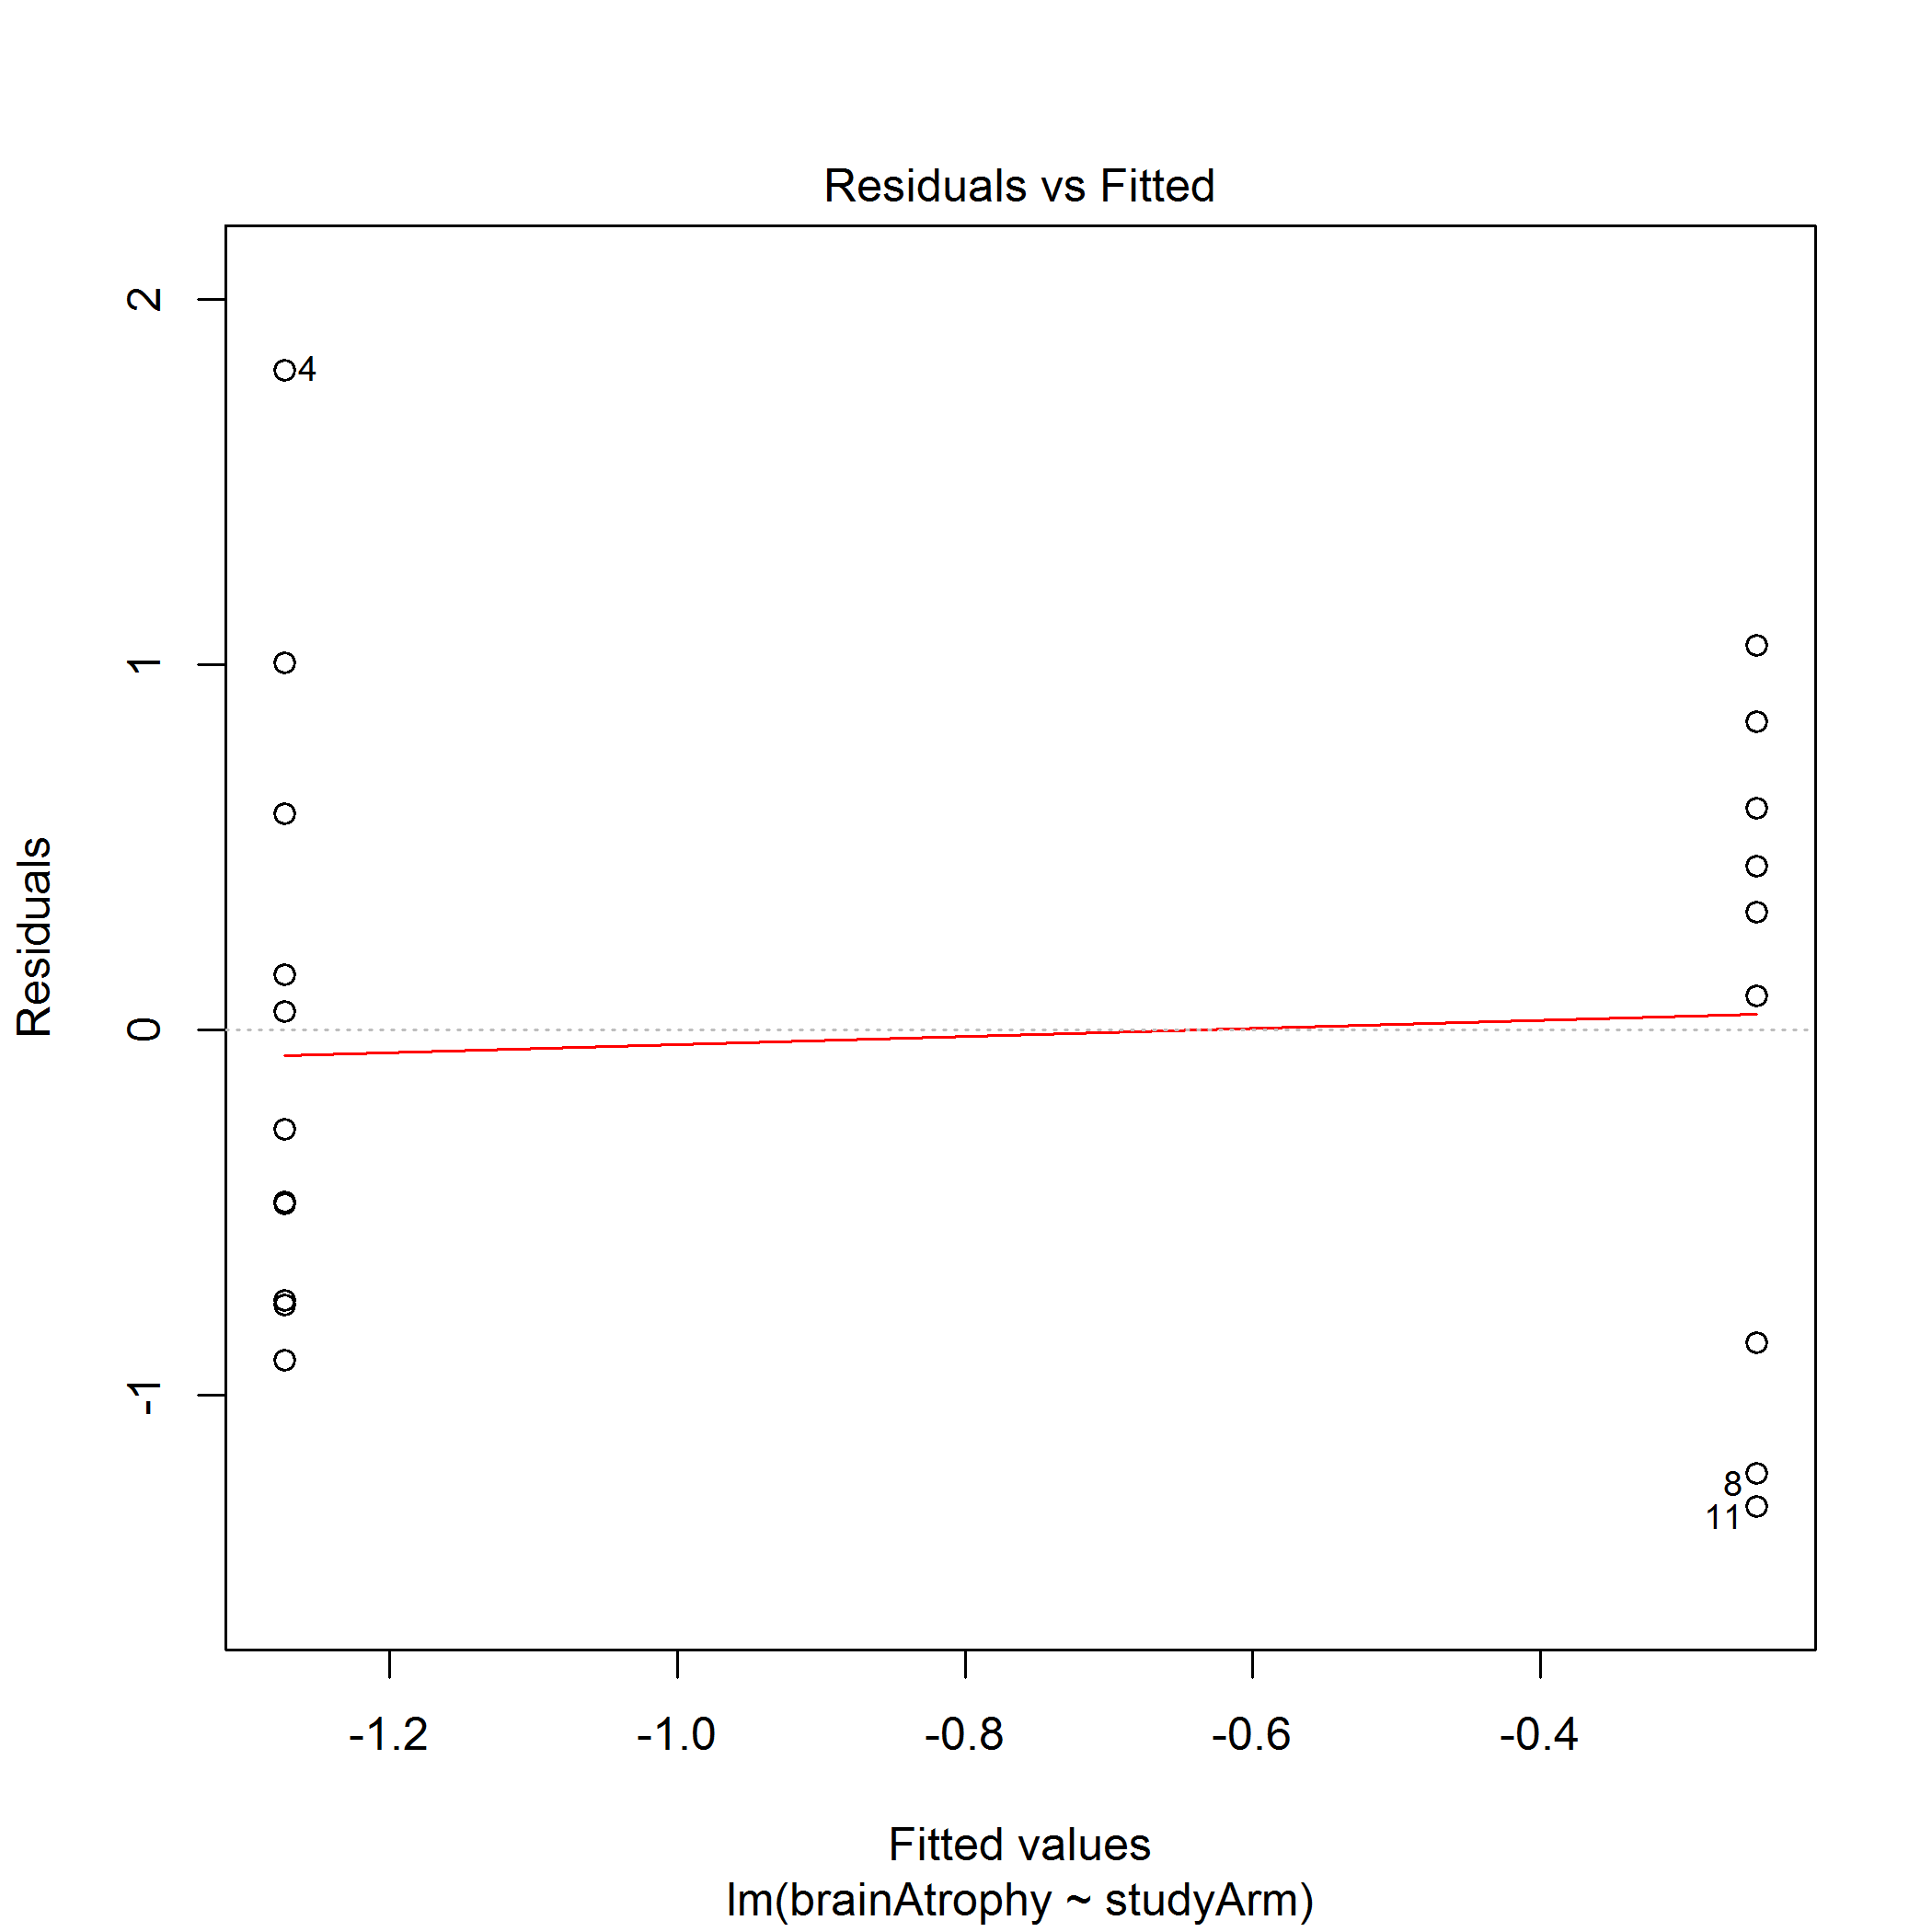 Residuals vs Fitted
2
4
1
0
-1
8
11
Residuals
-1.2 -1.0 -0.8 -0.6 -0.4
Fitted values
lm(brainAtrophy ~ studyArm)